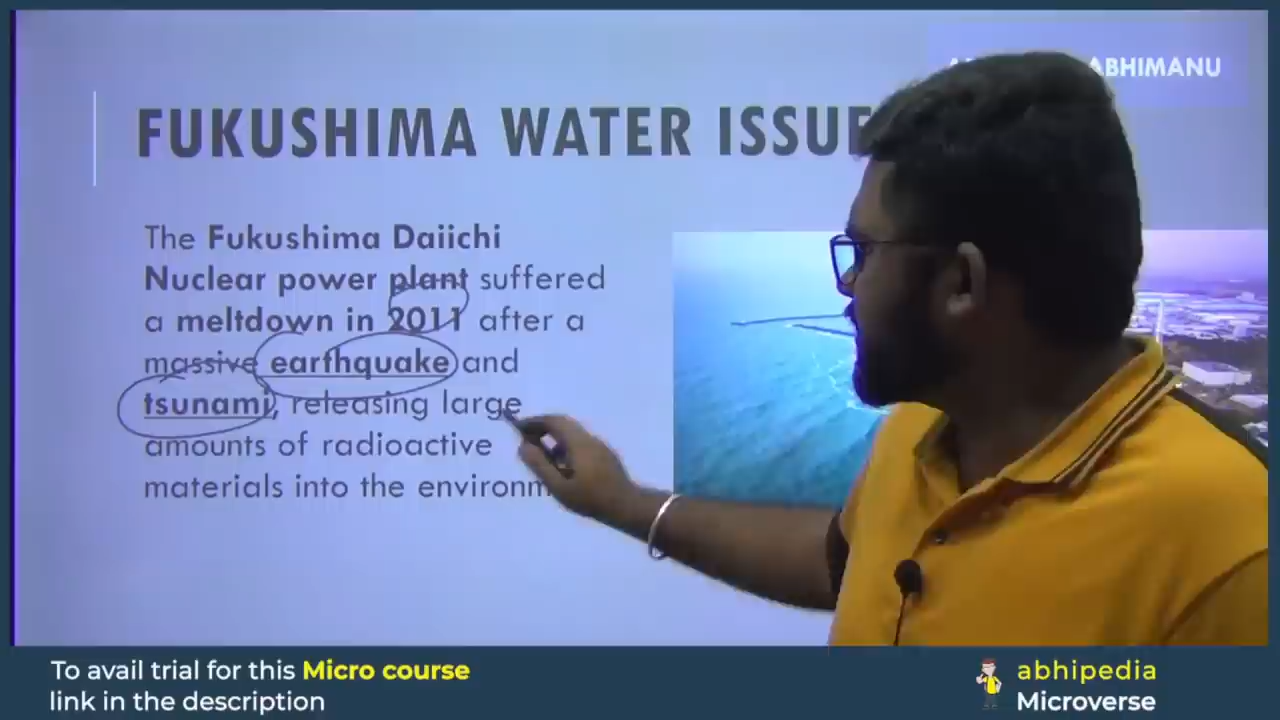 ABHIMANU
FUKUSHIMA WATER ISSUE
The Fukushima Daiichi
Nuclear power plant suffered
a meltdown in 2011 after a
massive earthquake and
tsunami, releasing large
amounts of radioactive
materials into the
To avail trial for this Micro course
link in the description
abhipedia
Microverse